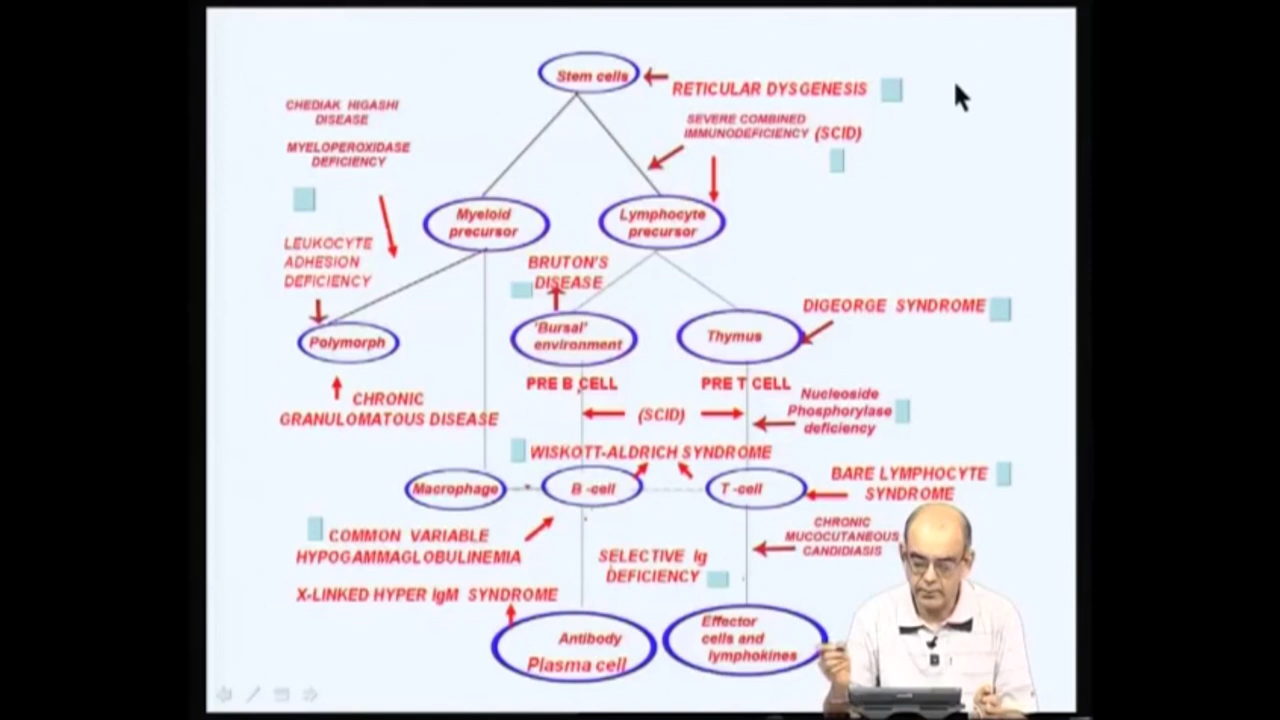 Stem cells
RETICULAR DYSGENESIS
CHEDIAK HIGASHI
DISEASE
SEVERE COMBINED
IMMUNODEFICIENCY (SCID)
MYELOPEROXIDASE
DEFICIENCY
Myeloid
precursor
Lymphocyte
precursor
LEUKOCYTE
ADHESION
DEFICIENCY
BRUTON'S
DISEASE
DIGEORGE SYNDROME
Polymorph
'Bursal'
environment
Thymus
PRE B CELL
PRE T CELL
CHRONIC
GRANULOMATOUS DISEASE
(SCID)
Nucleoside
Phosphorylase
deficiency
WISKOTT-ALDRICH SYNDROME
Macrophage
B -cell
T -cell
BARE LYMPHOCYTE
SYNDROME
COMMON VARIABLE
HYPOGAMMAGLOBULINEMIA
SELECTIVE Ig
DEFICIENCY
CHRONIC
MUCOCUTANEOUS
CANDIDIASIS
X-LINKED HYPER IgM SYNDROME
Antibody
Plasma cell
Effector
cells and
lymphokines